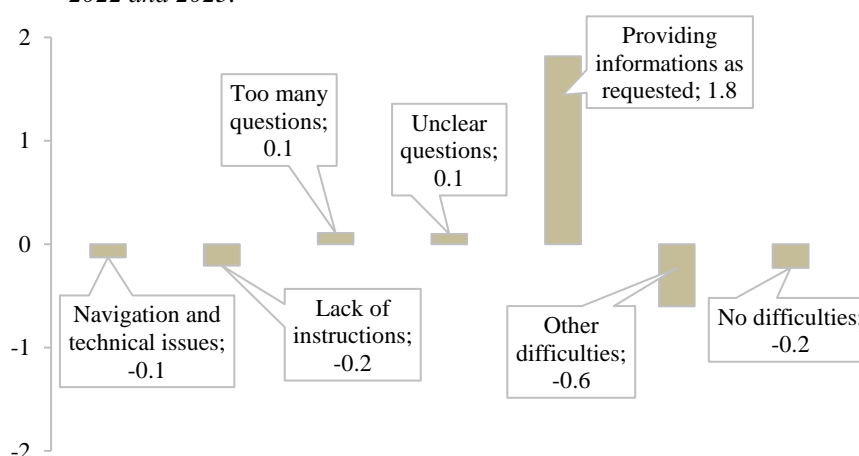 2022 and 2023.
2
1
0
-1
-2
Too many
questions;
0.1
Unclear
questions;
0.1
Providing
informations as
requested; 1.8
Navigation and
technical issues;
-0.1
Lack of
instructions;
-0.2
Other
difficulties;
-0.6
No difficulties;
-0.2